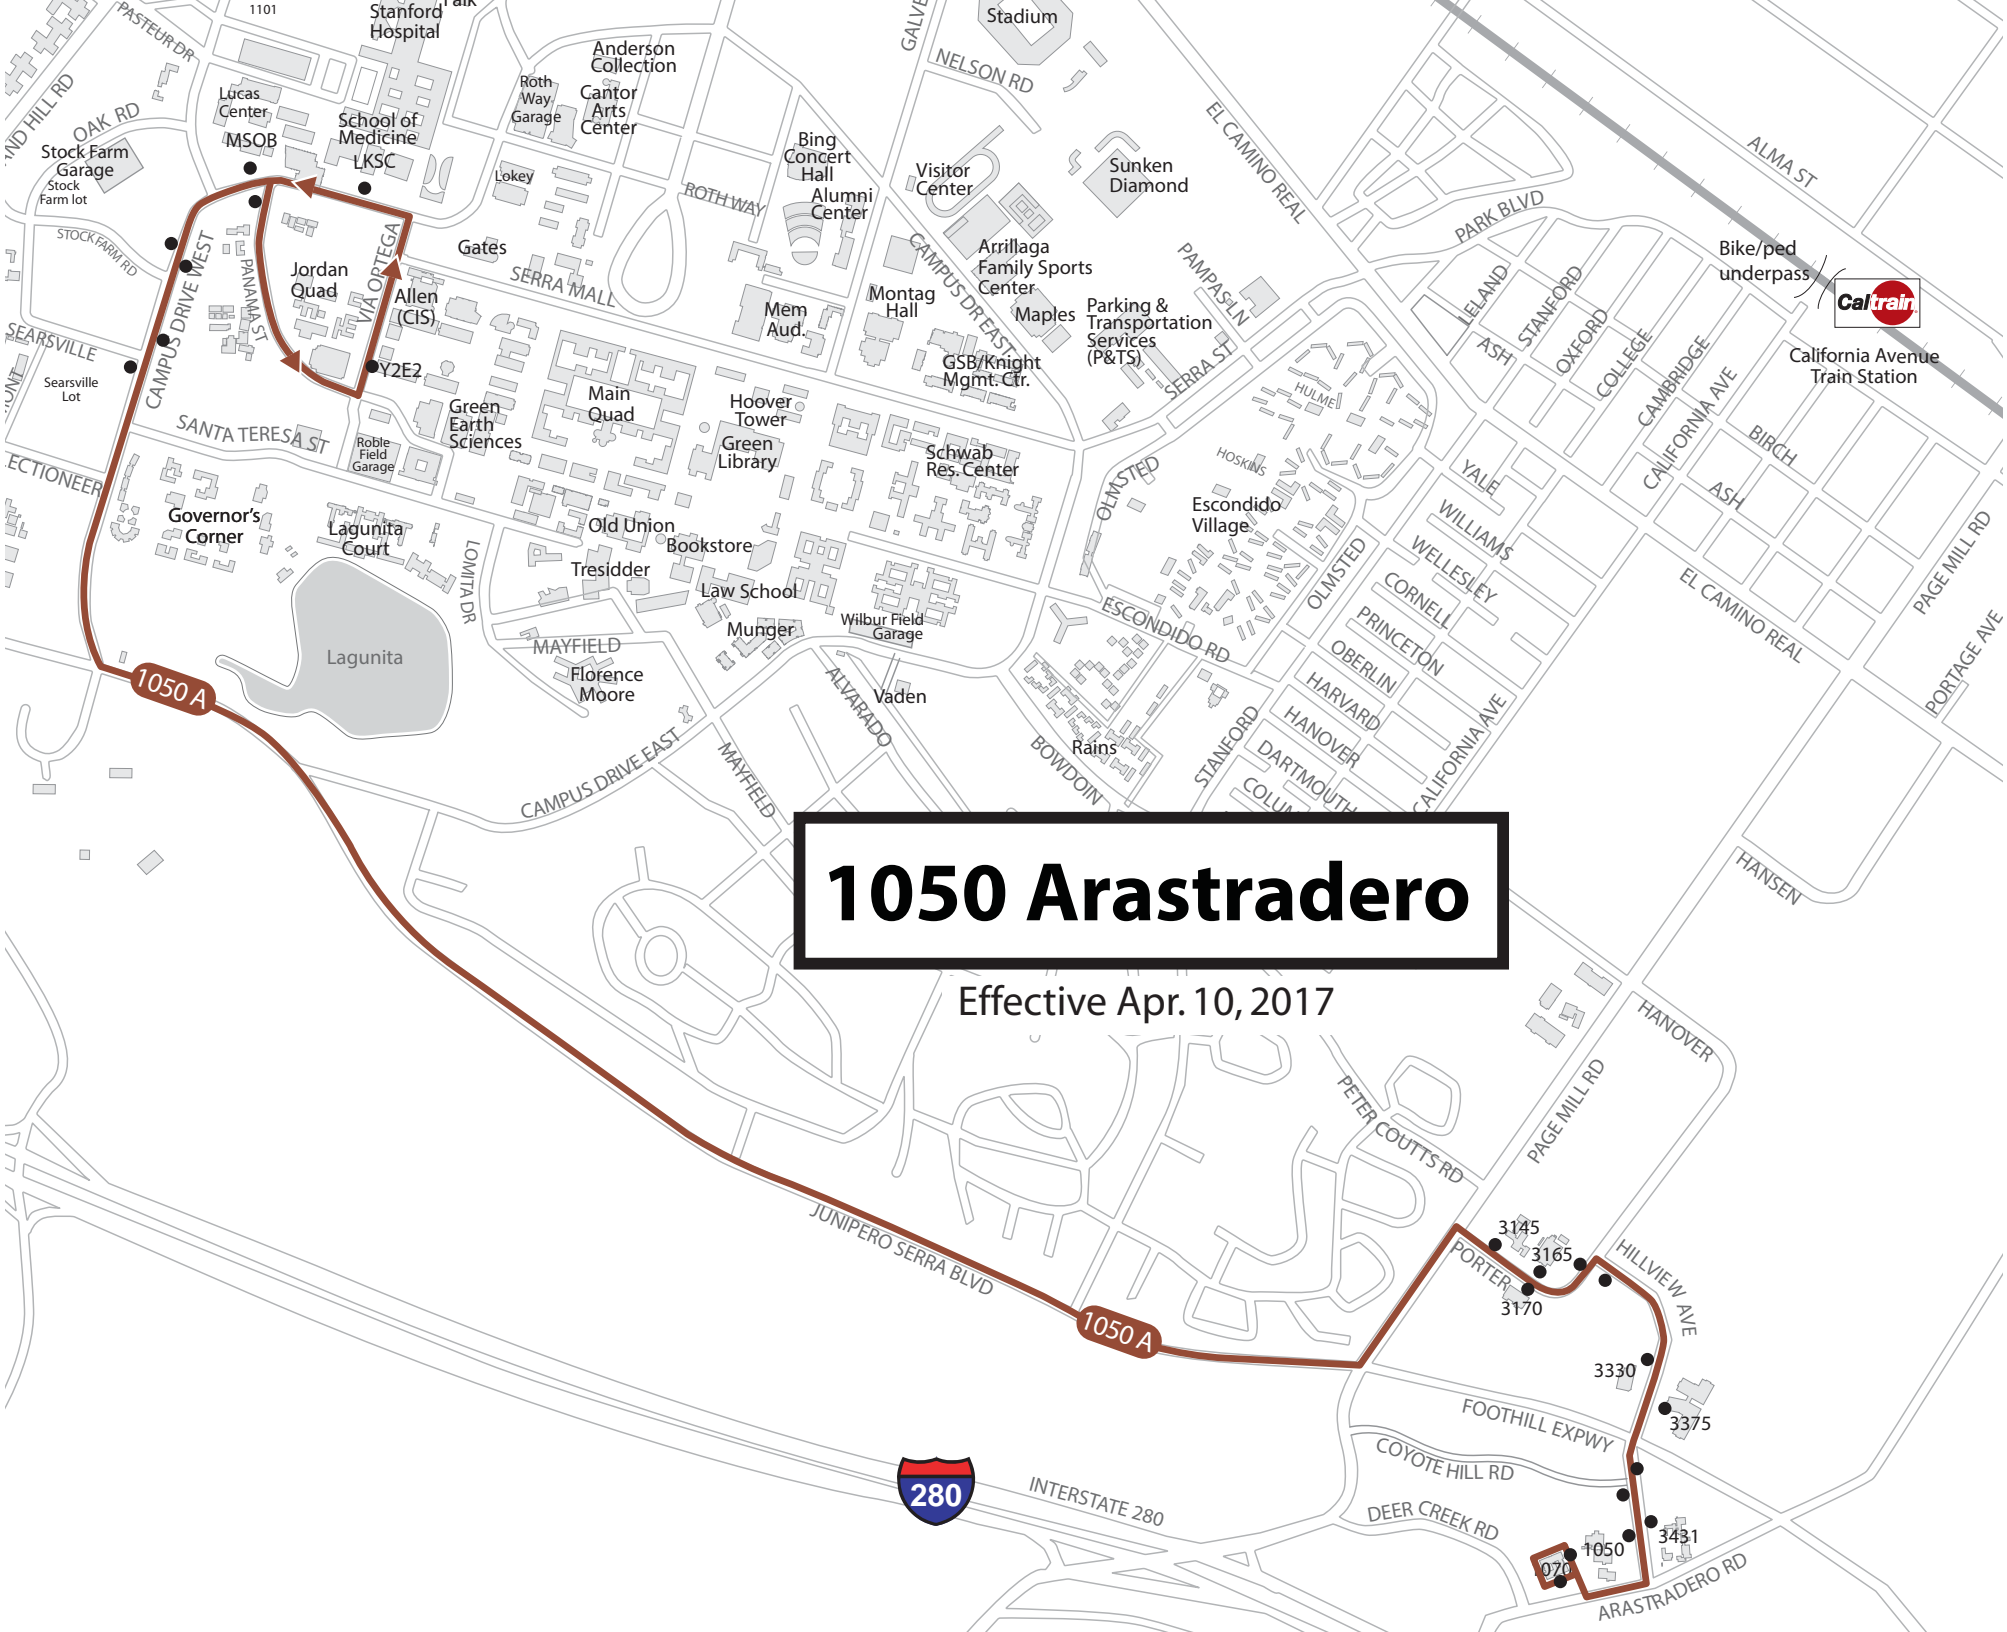 1101
Stanford
Hospital
PASTEUR DR
GALVE
Stadium
Anderson
Collection
NELSON RD
Lucas
Center
Roth
Way
Garage
Cantor
Arts
Center
OAK RD
AND HILL RD
School of
Medicine
MSOB
LKSC
Stock Farm
Garage
Stock
Farm lot
STOCK FARM RD
Lokey
ROTH WAY
Bing
Concert
Hall
Alumni
Center
Visitor
Center
Sunken
Diamond
EL CAMINO REAL
PARK BLVD
ALMA ST
Bike/ped
underpass
Caltrain
California Avenue
Train Station
CAMPUS DRIVE WEST
PANAMA ST
Jordan
Quad
VIA ORTEGA
Allen
(CIS)
Gates
SERRA MALL
Mem
Aud.
Montag
Hall
CAMPUS DR EAST
Arrillaga
Family Sports
Center
Maples
Parking &
Transportation
Services
(P&TS)
PAMPAS LN
SERRA ST
GSB/Knight
Mgmt. Ctr.
SEARSVILLE
Searsville
Lot
Y2E2
SANTA TERESA ST
Roble
Field
Garage
Green
Earth
Sciences
Main
Quad
Hoover
Tower
Green
Library
Schwab
Res. Center
HULME
HOSKINS
OLMSTED
Escondido
Village
OLMSTED
LELAND
ASH
STANFORD
OXFORD
COLLEGE
CAMBRIDGE
CALIFORNIA AVE
BIRCH
ASH
YALE
WILLIAMS
WELLESLEY
CORNELL
PRINCETON
OBERLIN
HARVARD
HANOVER
DARTMOUTH
COLUM
EL CAMINO REAL
PAGE MILL RD
PORTAGE AVE
ECTIONEER
Governor's
Corner
Lagunita
Court
LOMITA DR
Old Union
Bookstore
Tresidder
Law School
Munger
Wilbur Field
Garage
ESCONDIDO RD
MAYFIELD
Florence
Moore
Lagunita
1050 A
ALVARADO
Vaden
Rains
BOWDOIN
STANFORD
CALIFORNIA AVE
CAMPUS DRIVE EAST
MAYFIELD
HANSEN
1050 Arastradero
Effective Apr. 10, 2017
HANOVER
PETER COUTTS RD
PAGE MILL RD
JUNIPERO SERRA BLVD
1050 A
PORTER
3145
3165
3170
HILLVIEW AVE
3330
3375
FOOTHILL EXPWY
COYOTE HILL RD
DEER CREEK RD
280
INTERSTATE 280
1050
3431
070
ARASTRADERO RD